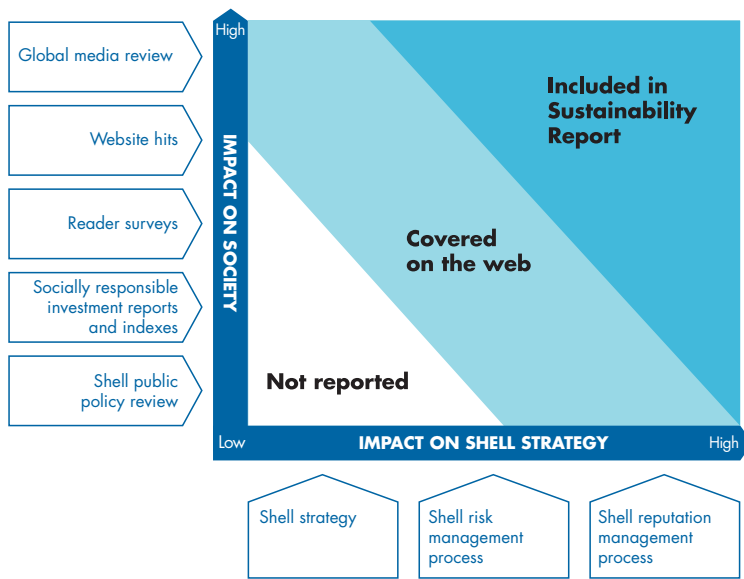 Global media review
Website hits
Reader surveys
Socially responsible
investment reports
and indexes
Shell public
policy review
High
IMPACT ON SOCIETY
Included in
Sustainability
Report
Covered
on the web
Not reported
Low
IMPACT ON SHELL STRATEGY
High
Shell strategy
Shell risk
management
process
Shell reputation
management
process